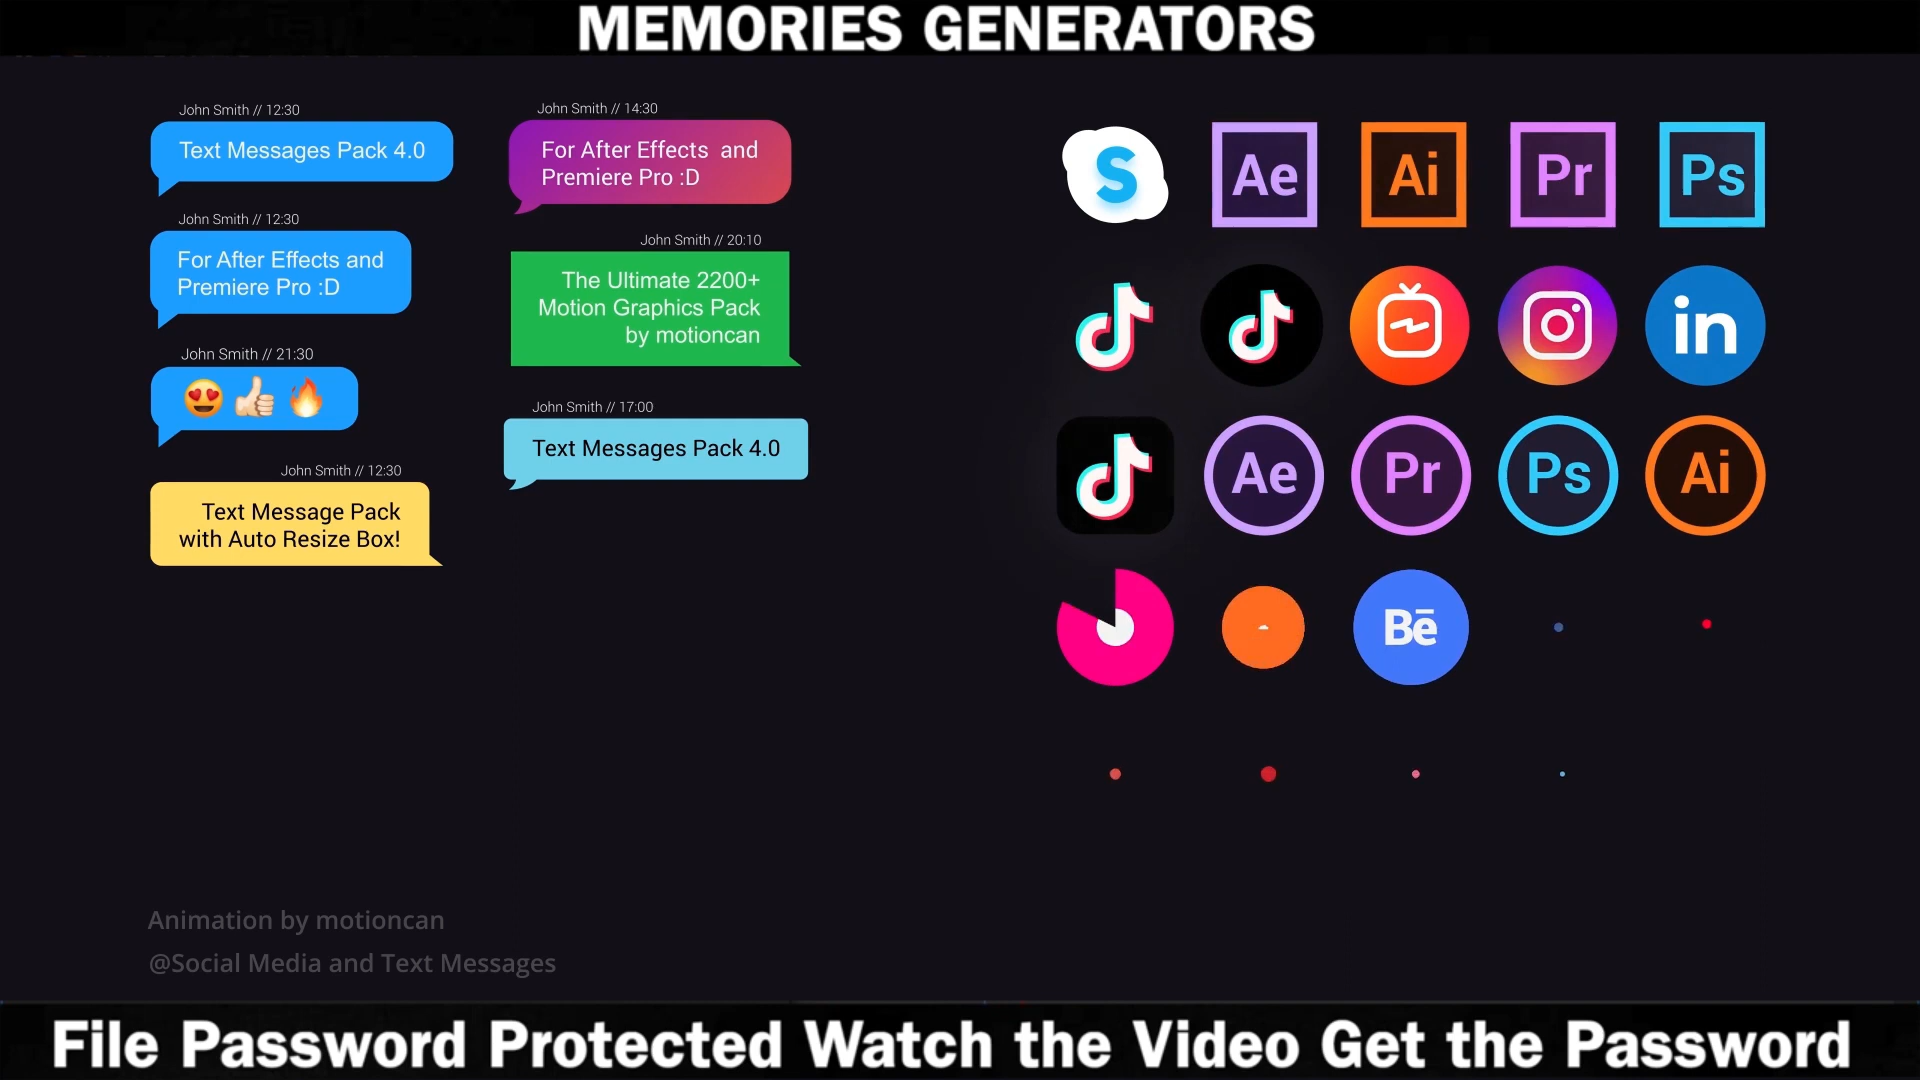 MEMORIES GENERATORS
John Smith // 12:30
Text Messages Pack 4.0
John Smith // 12:30
For After Effects and
Premiere Pro :D
John Smith // 21:30
John Smith // 12:30
Text Message Pack
with Auto Resize Box!
John Smith // 14:30
For After Effects and
Premiere Pro :D
John Smith // 20:10
The Ultimate 2200+
Motion Graphics Pack
by motioncan
John Smith // 17:00
Text Messages Pack 4.0
S Ae Ai Pr Ps
in
Ae Pr Ps Ai
Bē
Animation by motioncan
@Social Media and Text Messages
File Password Protected Watch the Video Get the Password